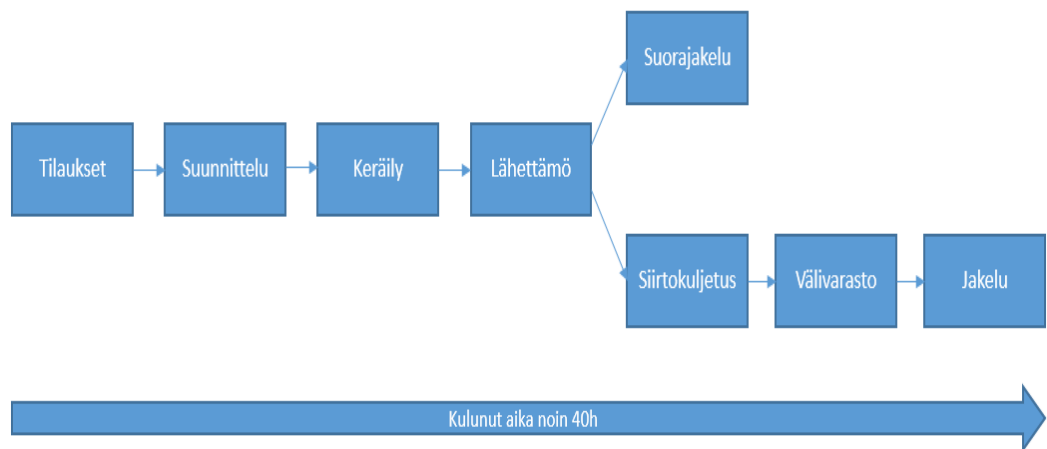 Suorajakelu
Tilaukset
Suunnittelu
Keräily
Lähettämö
Siirtokuljetus
Välivarasto
Jakelu
Kulunut aika noin 40h